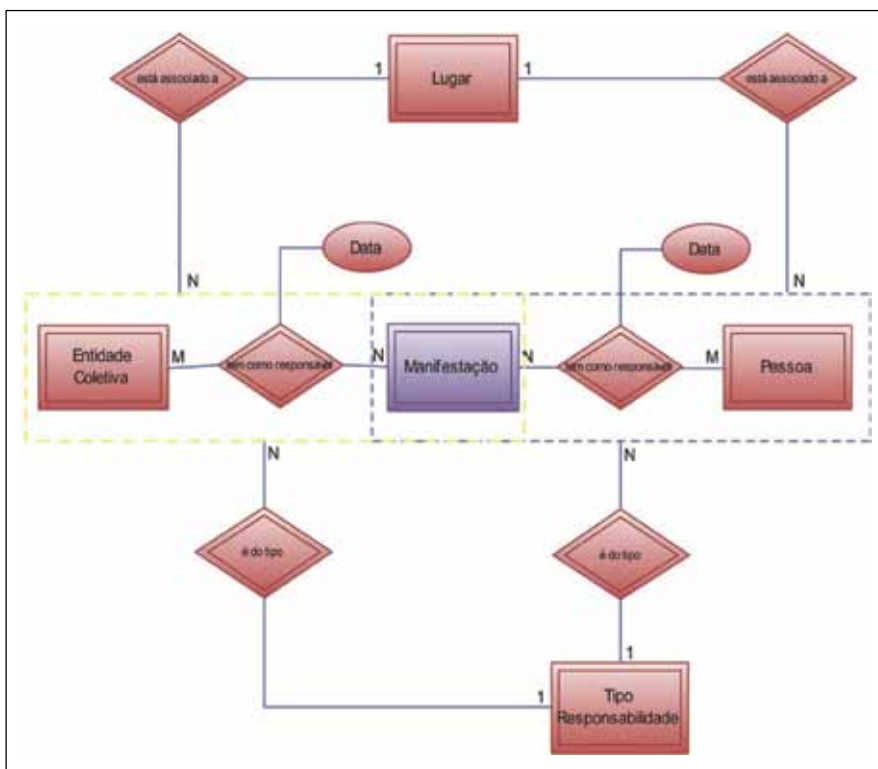 está associado a
1
Lugar
1
está associado a
Data
Data
N
N
Entidade
Coletiva
M
tem como responsável
N
Manifestação
N
tem como responsável
M
Pessoa
N
N
é do tipo
é do tipo
1
1
Tipo
Responsabilidade